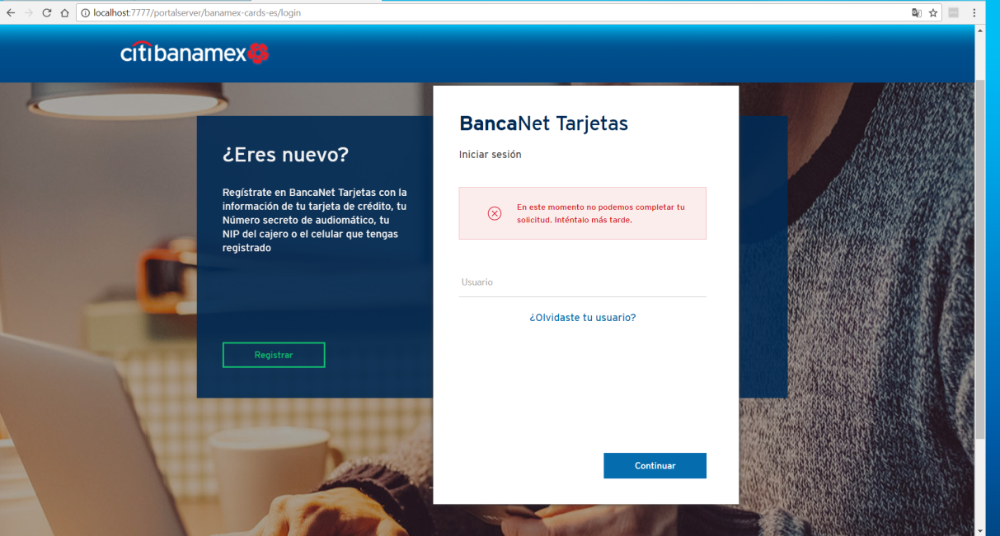 localhost:7777/portalserver/banamex-cards-es/login
citibanamex
¿Eres nuevo?
Regístrate en BancaNet Tarjetas con la
información de tu tarjeta de crédito, tu
Número secreto de audiomático, tu
NIP del cajero o el celular que tengas
registrado
Registrar
BancaNet Tarjetas
Iniciar sesión
En este momento no podemos completar tu
solicitud. Inténtalo más tarde.
Usuario
¿Olvidaste tu usuario?
Continuar